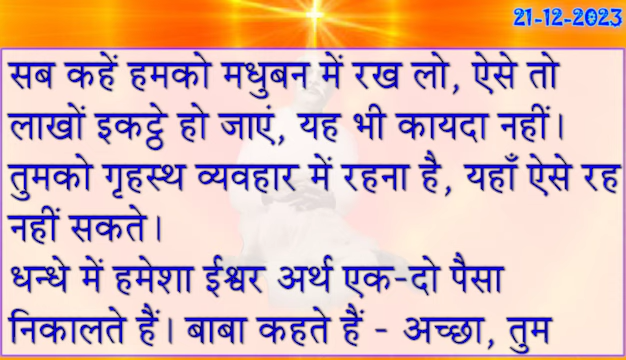 21-12-2023
सब कहें हमको मधुबन में रख लो, ऐसे तो
लाखों इकट्ठे हो जाएं, यह भी कायदा नहीं।
तुमको गृहस्थ व्यवहार में रहना है, यहाँ ऐसे रह
नहीं सकते।
धन्धे में हमेशा ईश्वर अर्थ एक-दो पैसा
निकालते हैं। बाबा कहते हैं - अच्छा, तुम